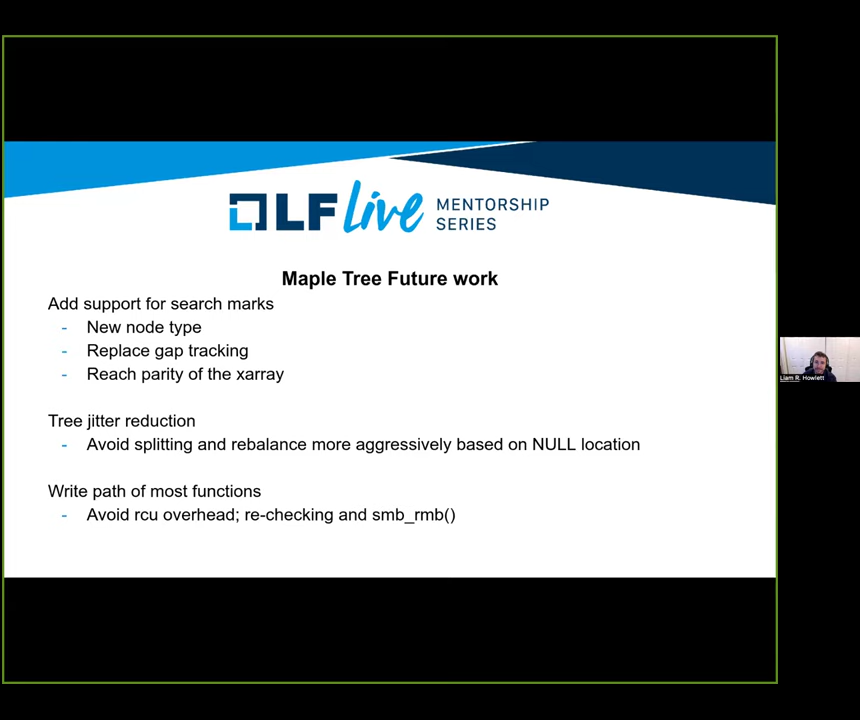 LF Live MENTORSHIP
SERIES
Maple Tree Future work
Add support for search marks
- New node type
- Replace gap tracking
- Reach parity of the xarray
Tree jitter reduction
- Avoid splitting and rebalance more aggressively based on NULL location
Write path of most functions
- Avoid rcu overhead; re-checking and smb_rmb()
Liam R. Howlett